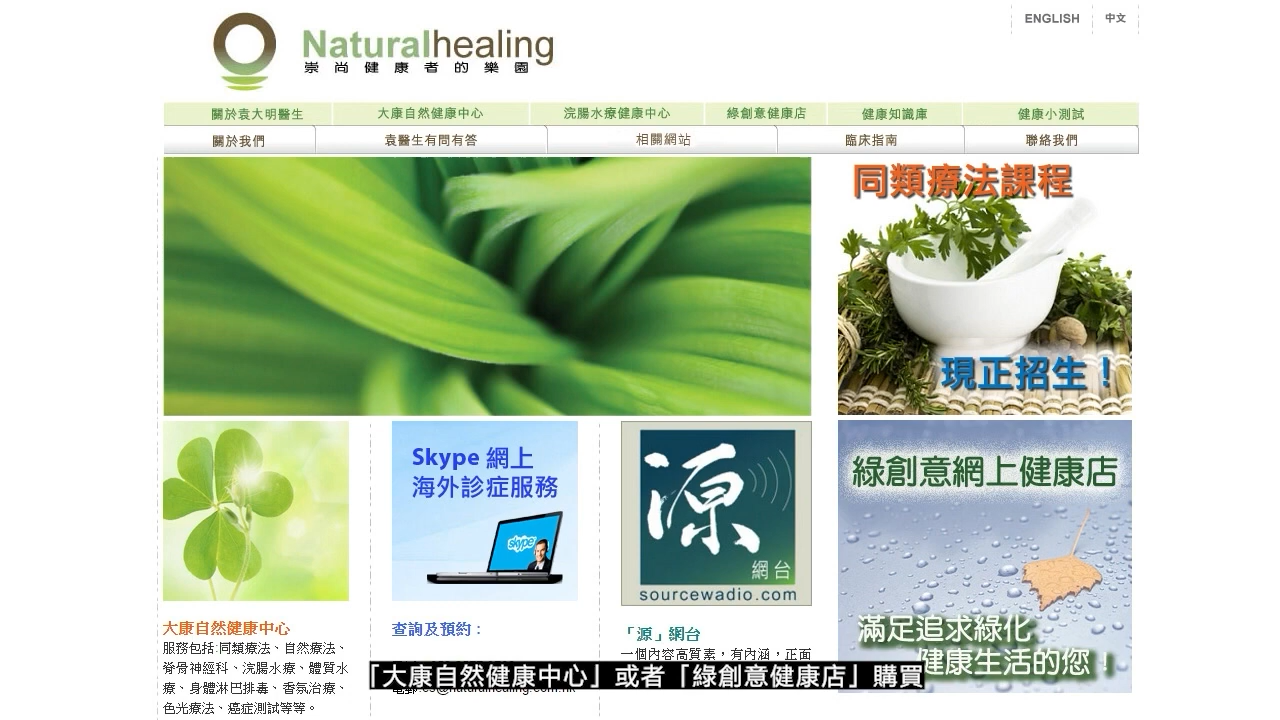 ENGLISH 中文
Naturalhealing
崇尚健康者的樂園
關於袁大明醫生 大康自然健康中心 浣腸水療健康中心 綠創意健康店 健康知識庫 健康小測試
關於我們 袁醫生有問有答 相關網站 臨床指南 聯絡我們
同類療法課程
現正招生！
Skype 網上
海外診症服務
skype
源
網台
sourcewadio.com
綠創意網上健康店
滿足追求綠化
健康生活的您！
大康自然健康中心
服務包括:同類療法、自然療法、
脊骨神經科、浣腸水療、體質水
療、身體淋巴排毒、香氛治療、
色光療法、癌症測試等等。
查詢及預約：
「源」網台
一個內容高質素，有內涵，正面
「大康自然健康中心」或者「綠創意健康店」購買